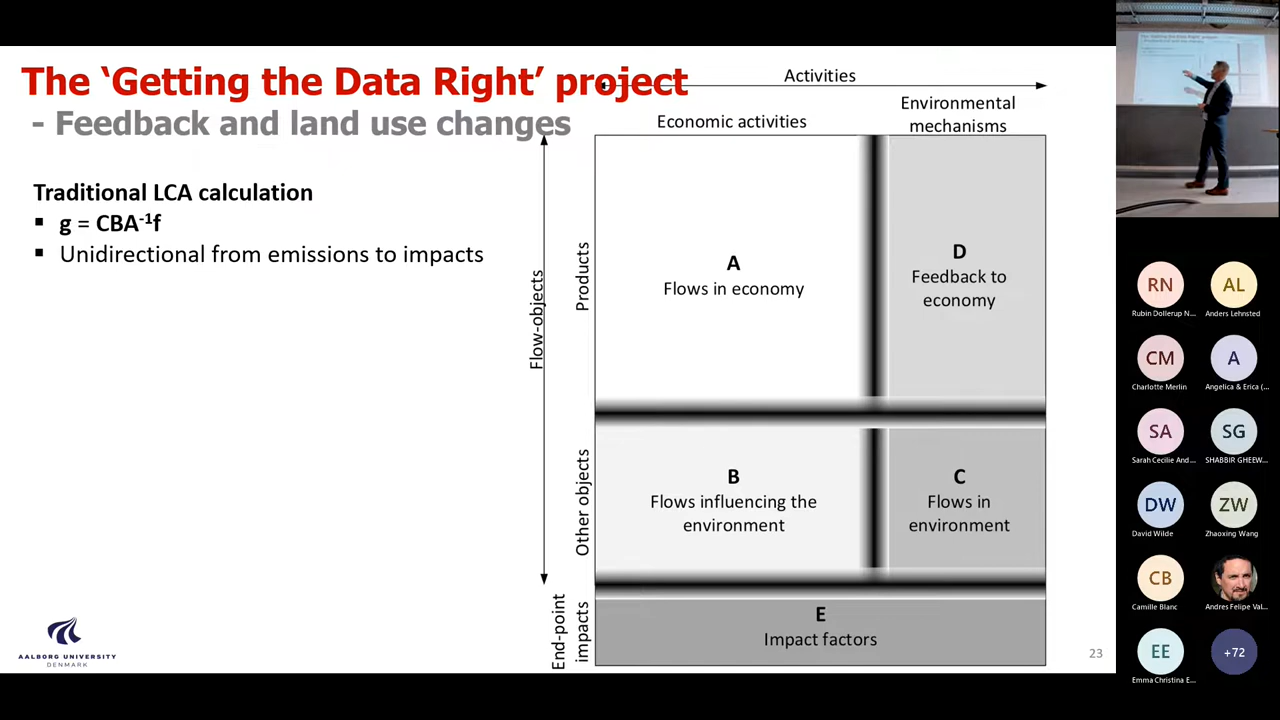 The ‘Getting the Data Right’ project
- Feedback and land use changes
Traditional LCA calculation
▪ g = CBA⁻¹f
▪ Unidirectional from emissions to impacts
Activities
Economic activities
Environmental
mechanisms
Flow-objects
Products
Other objects
End-point
impacts
A
Flows in economy
D
Feedback to
economy
B
Flows influencing the
environment
C
Flows in
environment
E
Impact factors
AALBORG UNIVERSITY
DENMARK
23
RN
Rubin Dollerup N...
AL
Anders Lehnsted
CM
Charlotte Merlin
A
Angelica & Erica (...
SA
Sarah Cecilie And...
SG
SHABBIR GHEEW...
DW
David Wilde
ZW
Zhaoxing Wang
CB
Camille Blanc
Andres Felipe Val...
EE
Emma Christina E...
+72